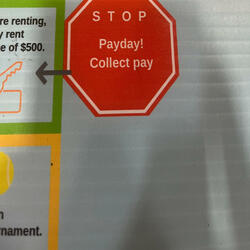 re renting,
y rent
e of $500.
STOP
Payday!
Collect pay
n
rnament.